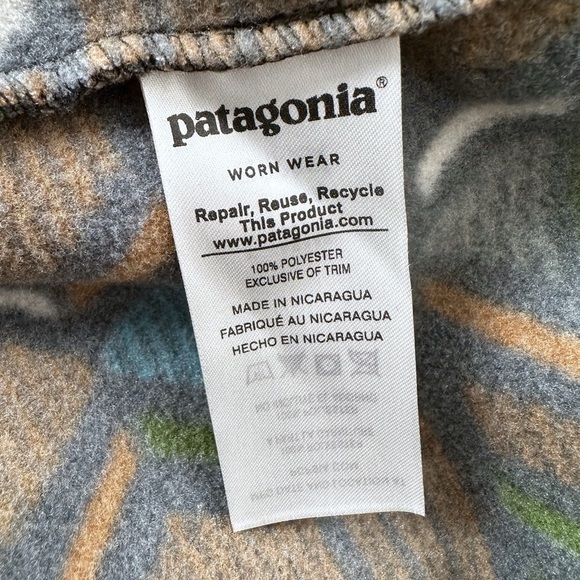 patagonia®
WORN WEAR
Repair, Reuse, Recycle
This Product
www.patagonia.com
100% POLYESTER
EXCLUSIVE OF TRIM
MADE IN NICARAGUA
FABRIQUÉ AU NICARAGUA
HECHO EN NICARAGUA